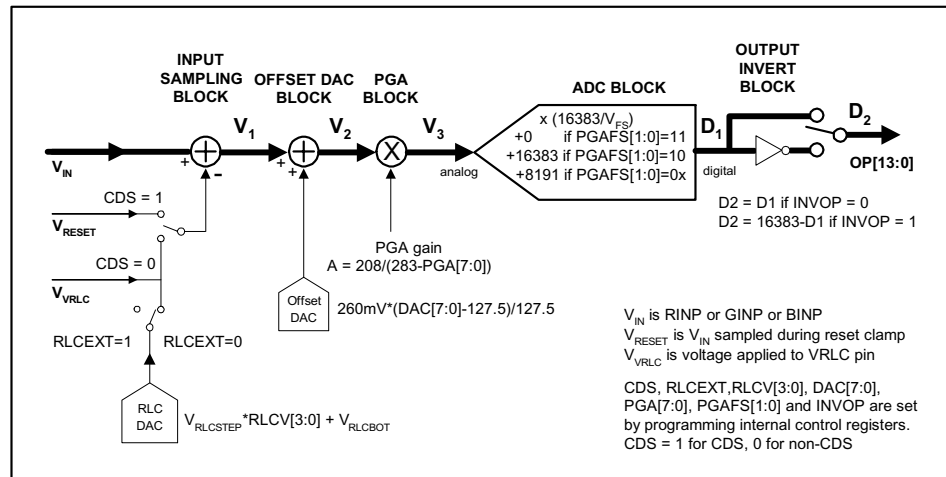 INPUT
SAMPLING
BLOCK
OFFSET DAC
BLOCK
PGA
BLOCK
ADC BLOCK
OUTPUT
INVERT
BLOCK
V1
V2
V3
x (16383/VFS)
+0 if PGAFS[1:0]=11
+16383 if PGAFS[1:0]=10
+8191 if PGAFS[1:0]=0x
D1
D2
VIN
+
+
-
+
+
X
analog
digital
OP[13:0]
CDS = 1
VRESET
D2 = D1 if INVOP = 0
D2 = 16383-D1 if INVOP = 1
CDS = 0
PGA gain
A = 208/(283-PGA[7:0])
VVRLC
Offset
DAC
260mV*(DAC[7:0]-127.5)/127.5
RLCEXT=1
RLCEXT=0
VIN is RINP or GINP or BINP
VRESET is VIN sampled during reset clamp
VVRLC is voltage applied to VRLC pin
RLC
DAC
VRLCSTEP*RLCV[3:0] + VRLCBOT
CDS, RLCEXT,RLCV[3:0], DAC[7:0],
PGA[7:0], PGAFS[1:0] and INVOP are set
by programming internal control registers.
CDS = 1 for CDS, 0 for non-CDS